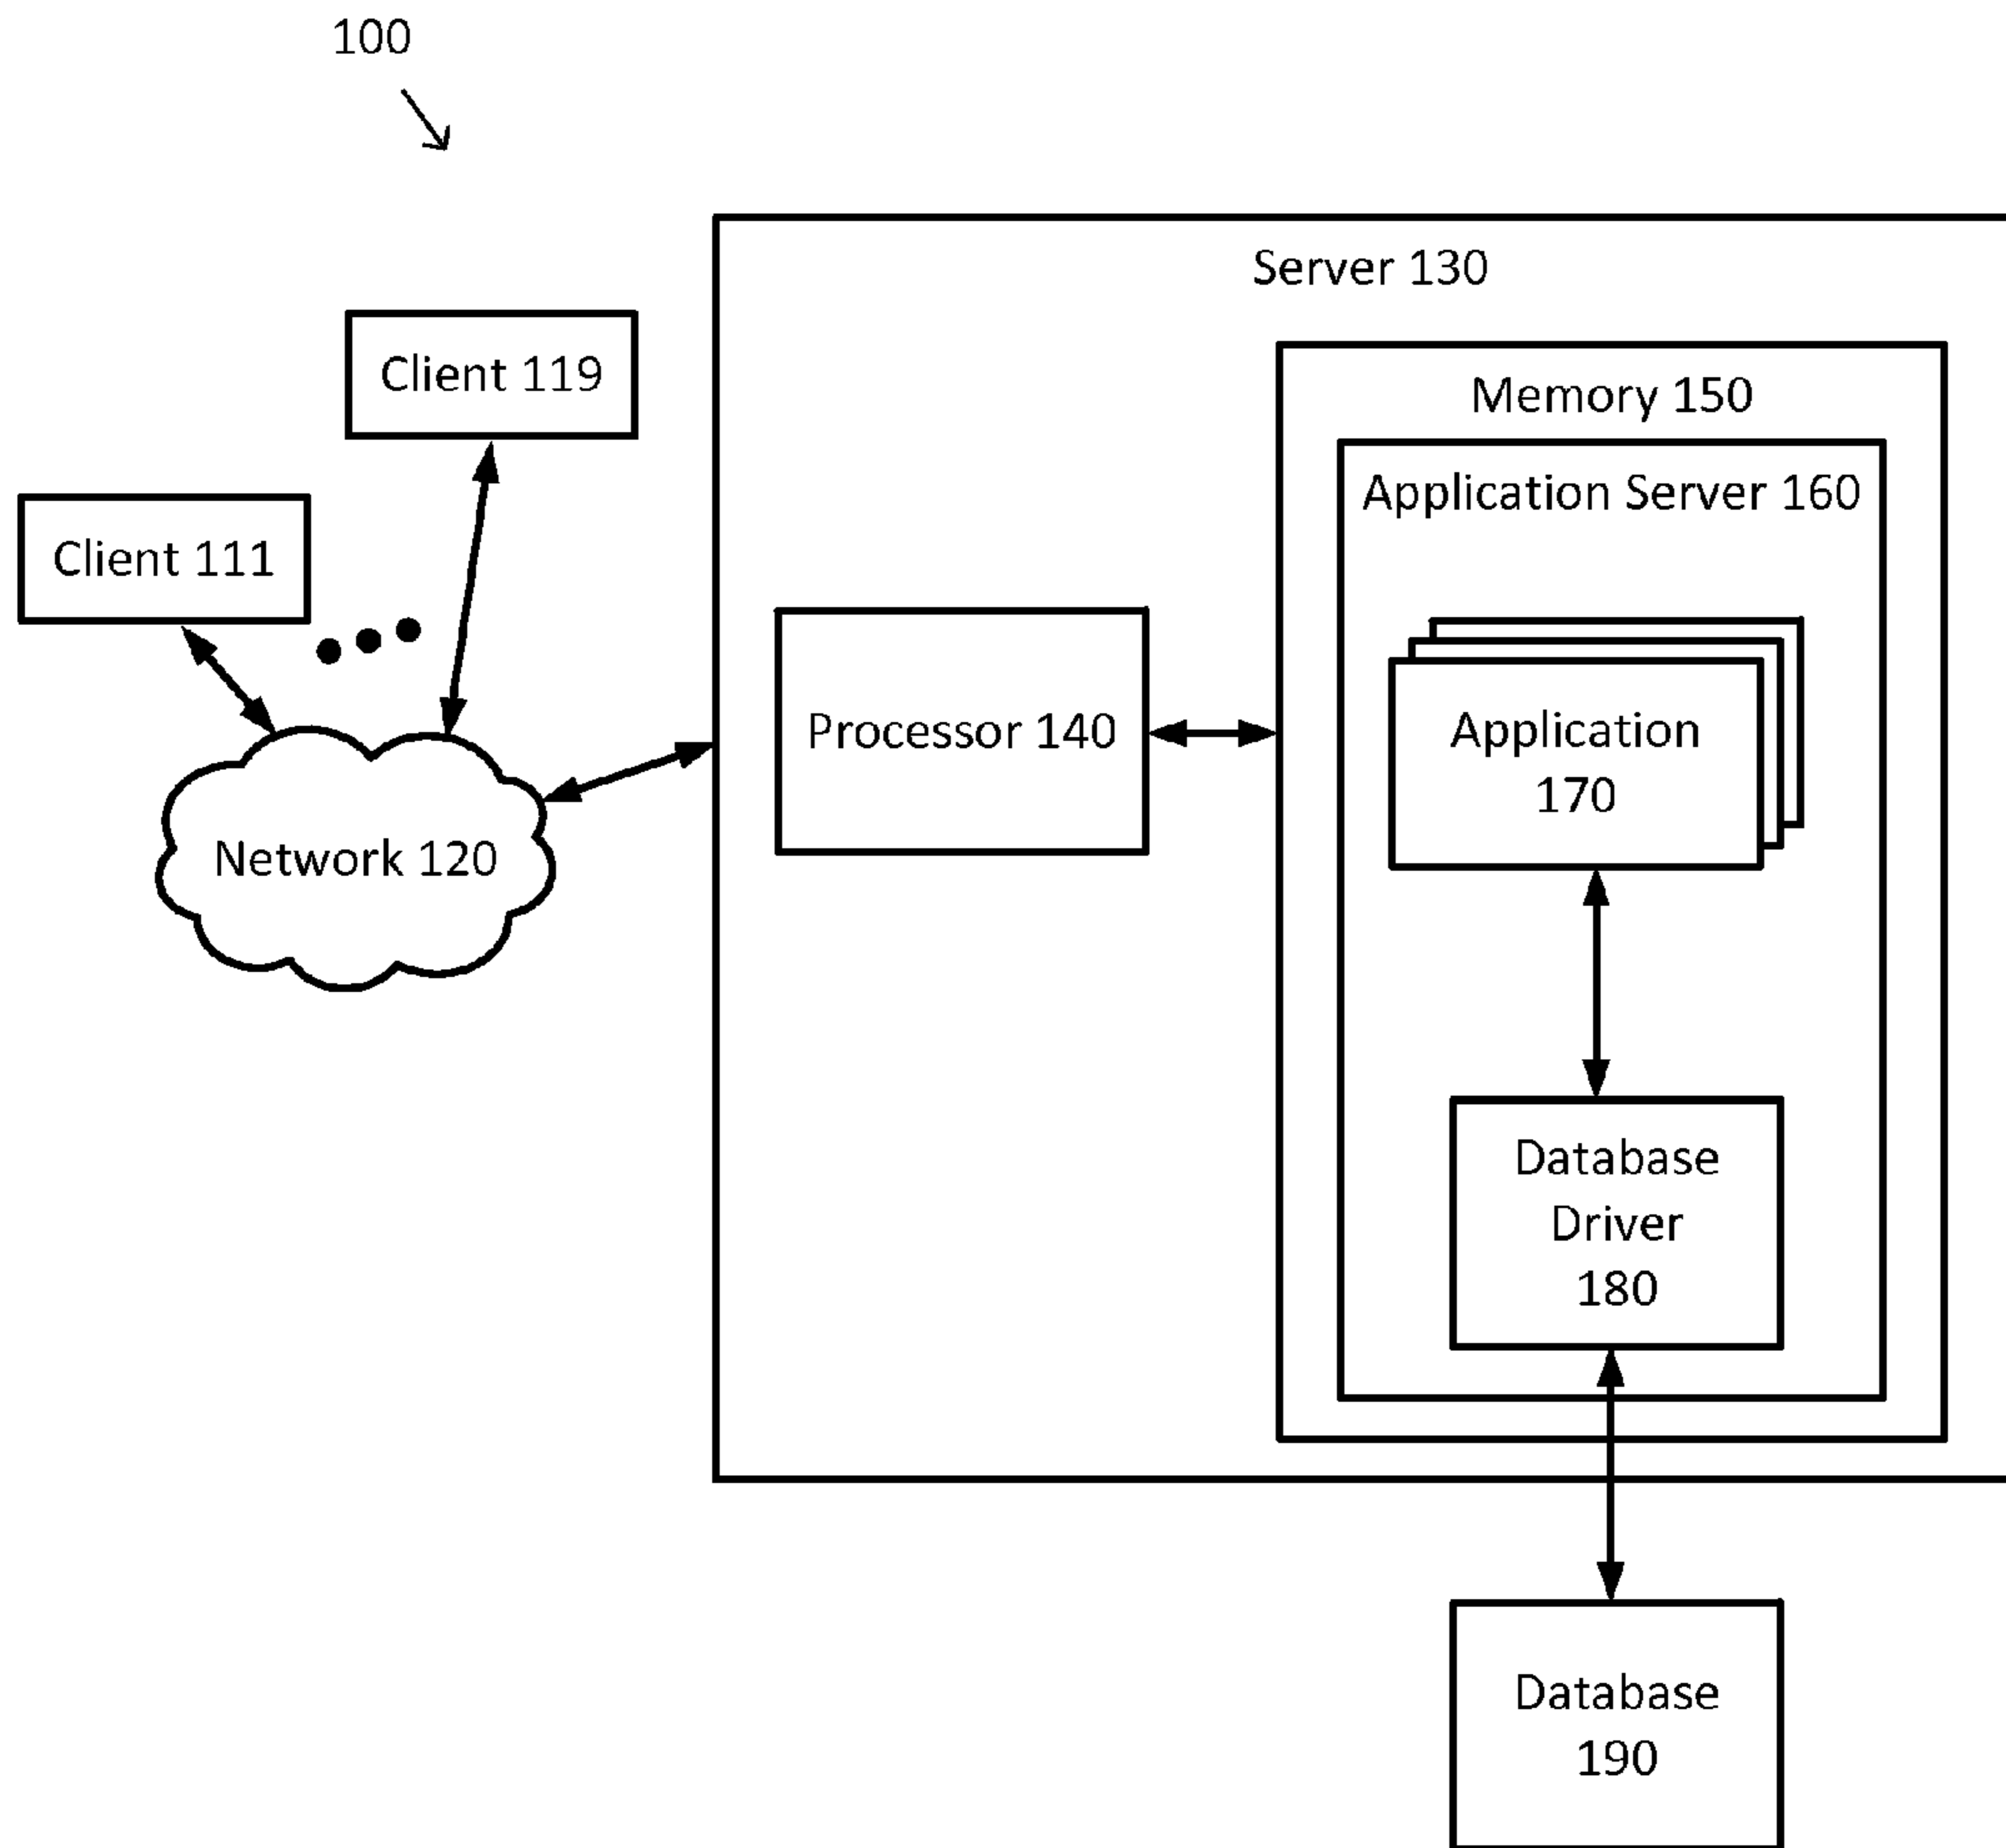 100
Server 130
Client 119
Memory 150
Application Server 160
Client 111
Processor 140
Application
170
Network 120
Database
Driver
180
Database
190